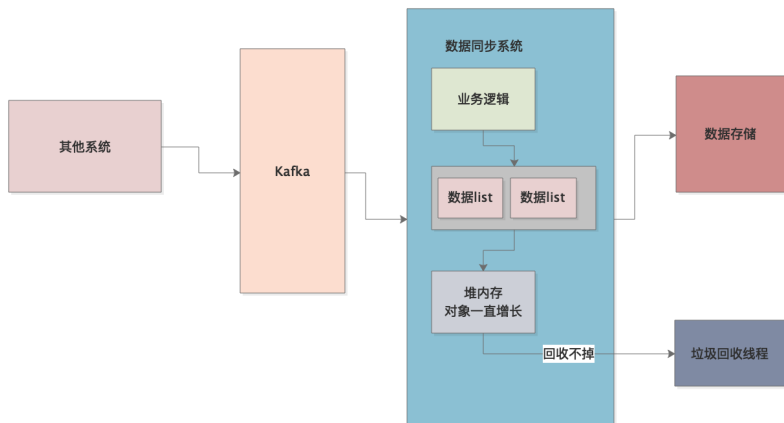 数据同步系统
业务逻辑
其他系统
Kafka
数据list
数据list
数据存储
堆内存
对象一直增长
回收不掉
垃圾回收线程